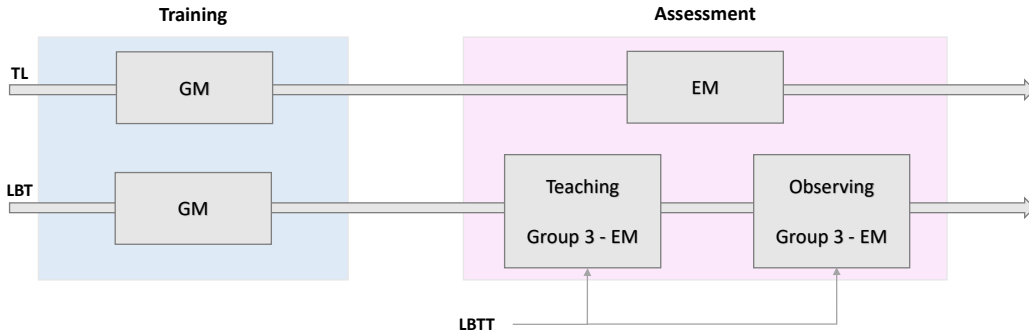 Training
Assessment
TL
GM
EM
LBT
GM
Teaching
Group 3 - EM
Observing
Group 3 - EM
LBTT